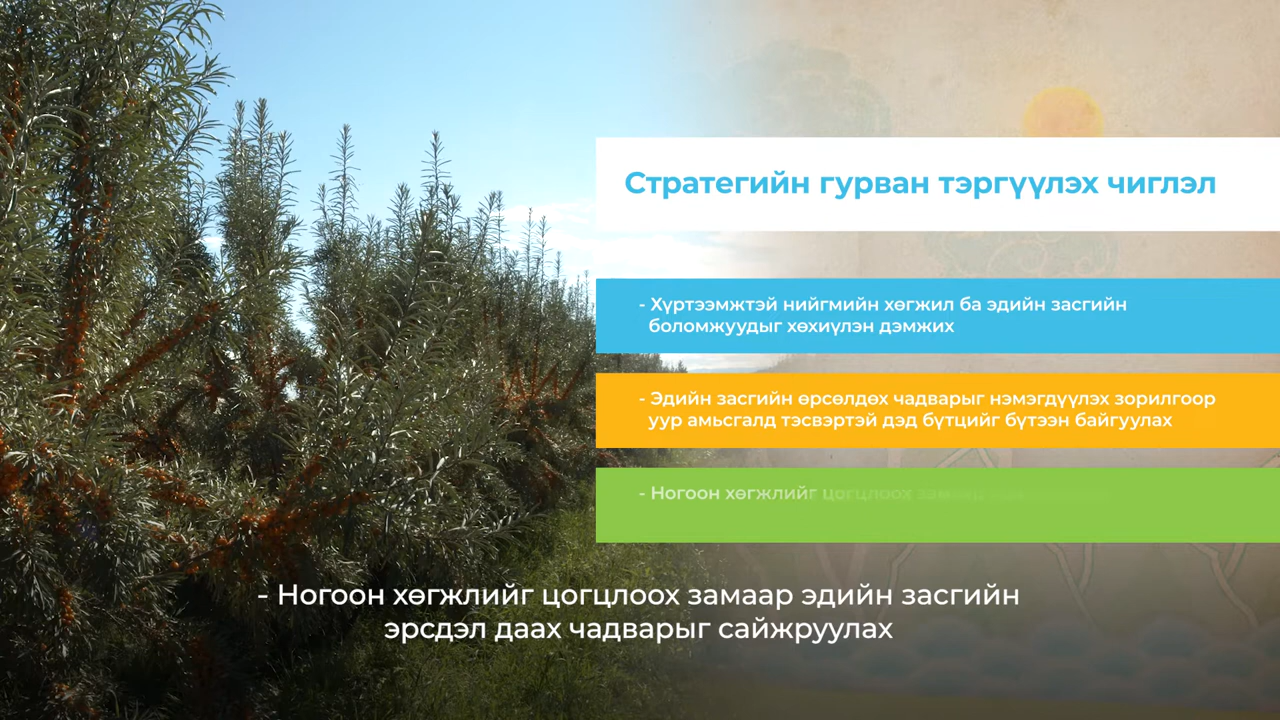 Стратегийн гурван тэргүүлэх чиглэл
- Хүртээмжтэй нийгмийн хөгжил ба эдийн засгийн
боломжуудыг хөхиүлэн дэмжих
- Эдийн засгийн өрсөлдөх чадварыг нэмэгдүүлэх зорилгоор
уур амьсгалд тэсвэртэй дэд бүтцийг бүтээн байгуулах
- Ногоон хөгжлийг цогцлоох замаар
- Ногоон хөгжлийг цогцлоох замаар эдийн засгийн
эрсдэл даах чадварыг сайжруулах